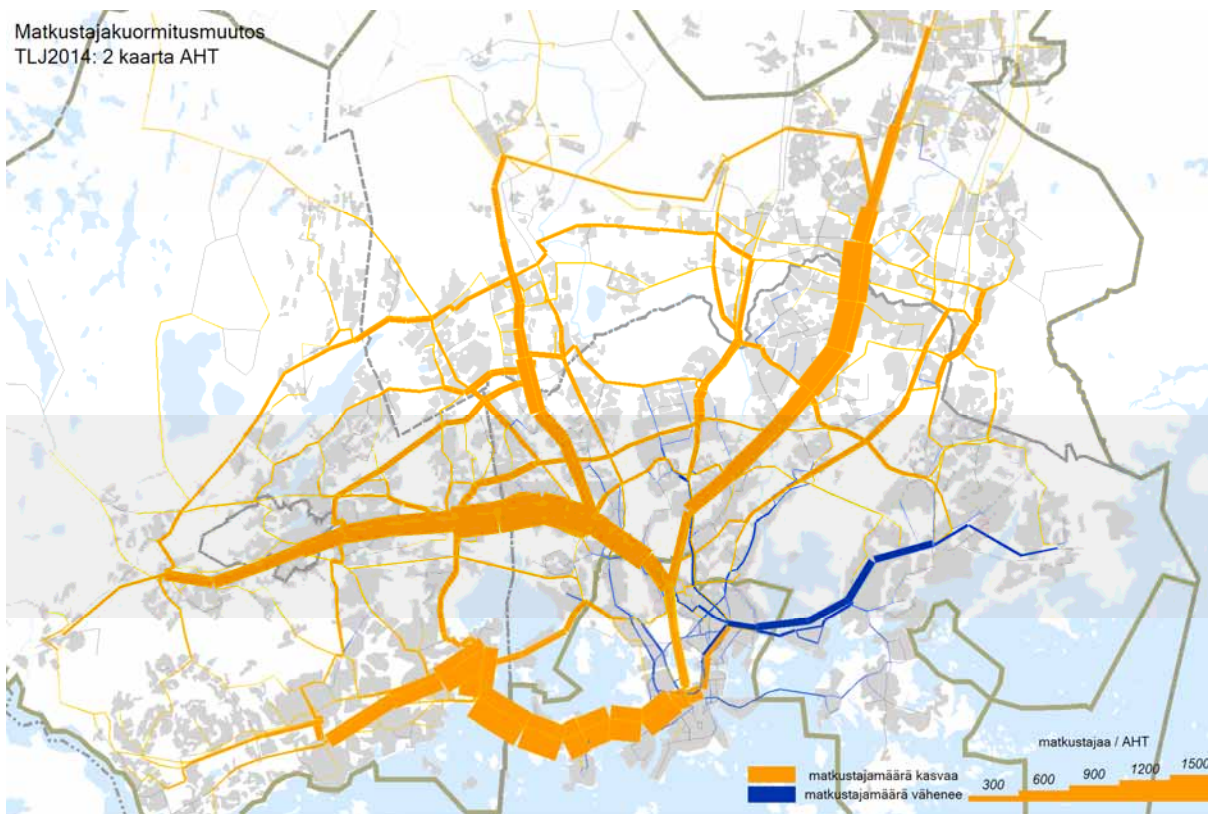 Matkustajakuormitusmuutos
TLJ2014: 2 kaarta AHT
matkustajaa / AHT
300 600 900 1200 1500
matkustajamäärä kasvaa
matkustajamäärä vähenee